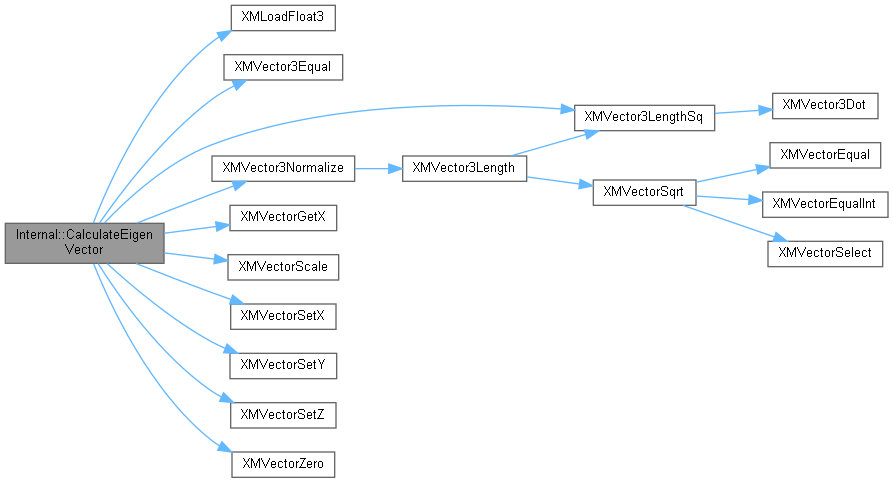 Internal::CalculateEigen
Vector
XMLoadFloat3
XMVector3Equal
XMVector3Normalize
XMVectorGetX
XMVectorScale
XMVectorSetX
XMVectorSetY
XMVectorSetZ
XMVectorZero
XMVector3Length
XMVector3LengthSq
XMVectorSqrt
XMVector3Dot
XMVectorEqual
XMVectorEqualInt
XMVectorSelect